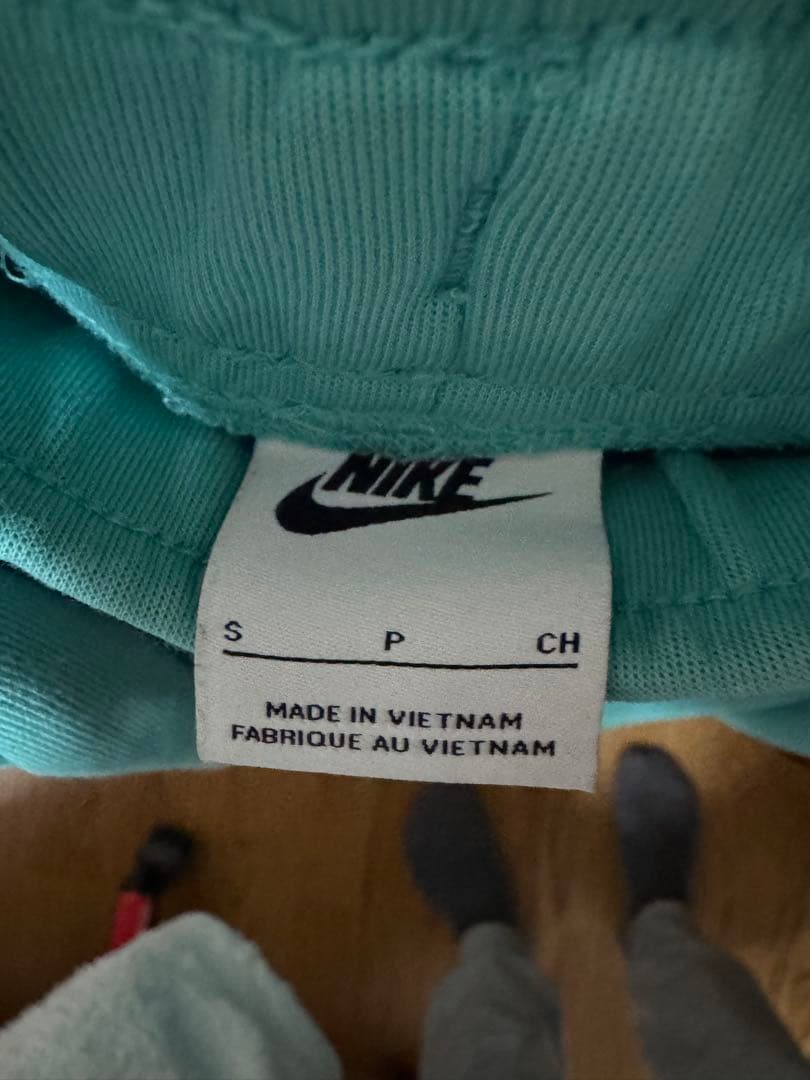 NIKE
S P CH
MADE IN VIETNAM
FABRIQUE AU VIETNAM